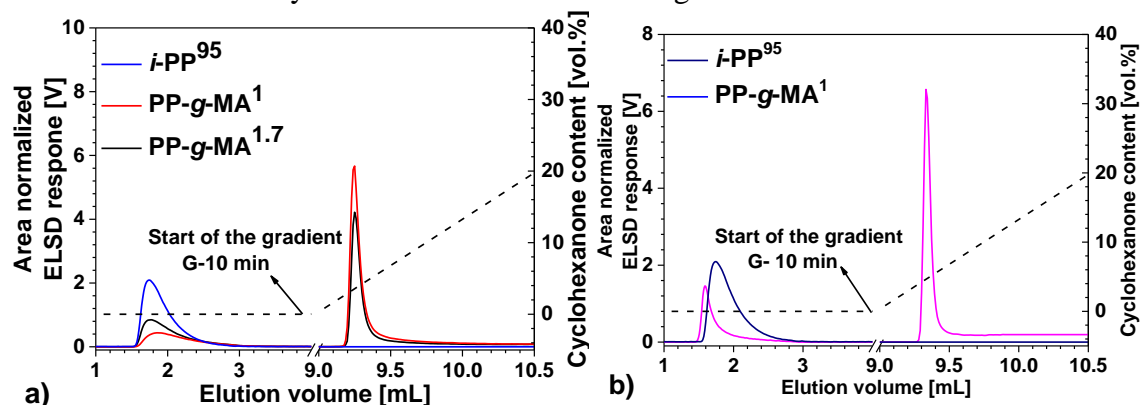 Area normalized
ELSD response [V]
10
8
6
4
2
0
i-PP95
PP-g-MA1
PP-g-MA1.7
Start of the gradient
G-10 min
40
30
20
10
0
Cyclohexanone content [vol.%]
1 2 3 9.0 9.5 10.0 10.5
Elution volume [mL]
a)
Area normalized
ELSD response [V]
8
6
4
2
0
i-PP95
PP-g-MA1
Start of the gradient
G- 10 min
40
30
20
10
0
Cyclohexanone content [vol.%]
1 2 3 9.0 9.5 10.0 10.5
Elution volume [mL]
b)